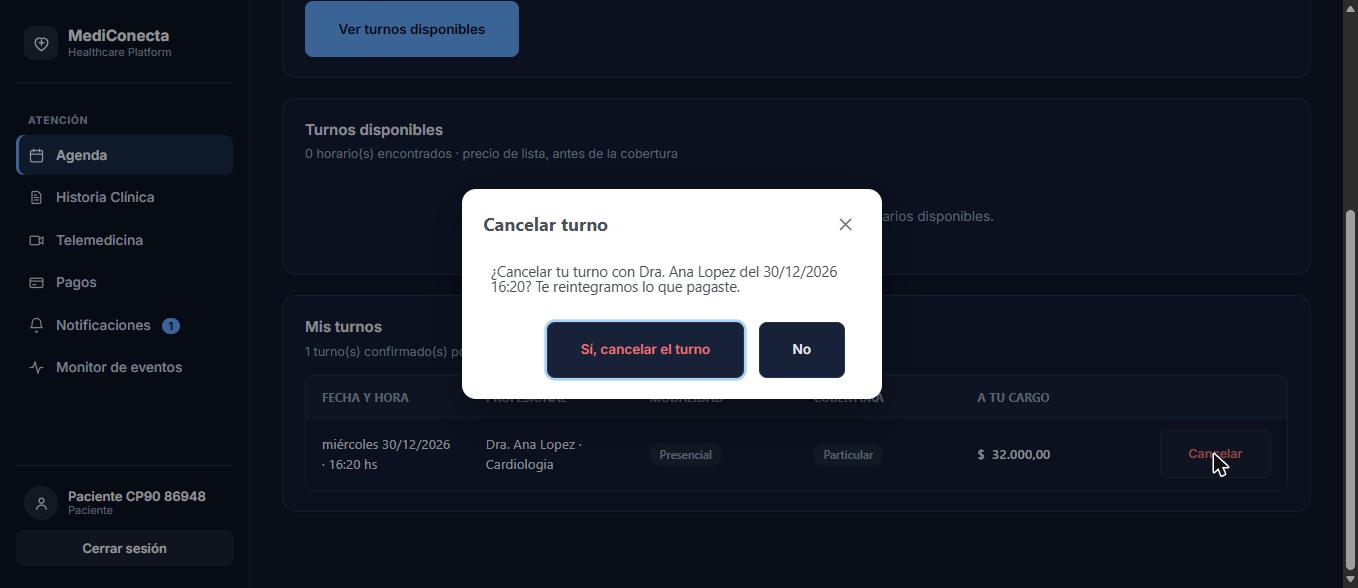 MediConecta
Healthcare Platform
ATENCIÓN
Agenda
Historia Clínica
Telemedicina
Pagos
Notificaciones 1
Monitor de eventos
Paciente CP90 86948
Paciente
Cerrar sesión
Ver turnos disponibles
Turnos disponibles
0 horario(s) encontrados · precio de lista, antes de la cobertura
disponibles.
Cancelar turno
¿Cancelar tu turno con Dra. Ana Lopez del 30/12/2026
16:20? Te reintegramos lo que pagaste.
Sí, cancelar el turno
No
Mis turnos
1 turno(s) confirmado(s)
FECHA Y HORA PROFESIONAL MODALIDAD COBERTURA A TU CARGO
miércoles 30/12/2026
· 16:20 hs
Dra. Ana Lopez ·
Cardiologia
Presencial
Particular
$ 32.000,00
Cancelar